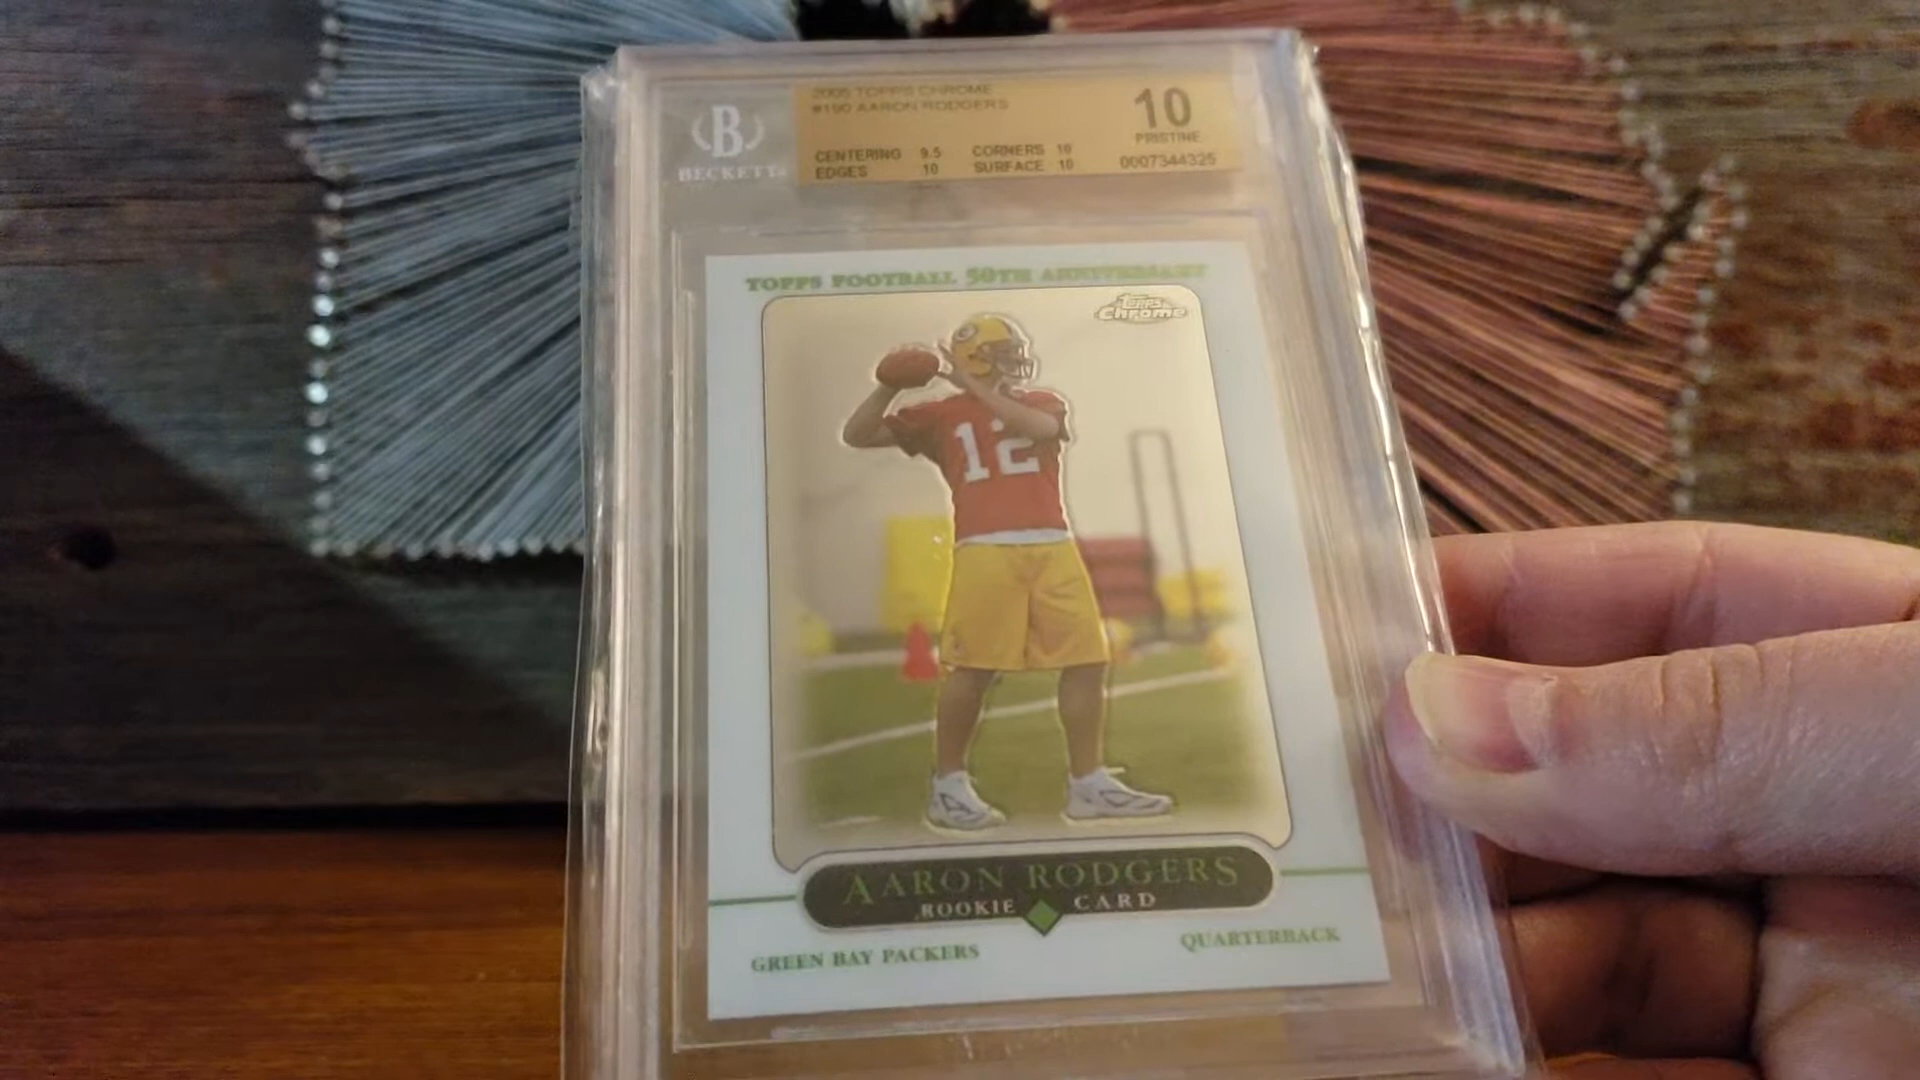 2005 TOPPS CHROME
#190 AARON RODGERS
10
PRISTINE
B
BECKETT
CENTERING 9.5 CORNERS 10
EDGES 10 SURFACE 10
0007344325
TOPPS FOOTBALL 50TH ANNIVERSARY
Topps
Chrome
G
12
AARON RODGERS
ROOKIE CARD
GREEN BAY PACKERS
QUARTERBACK